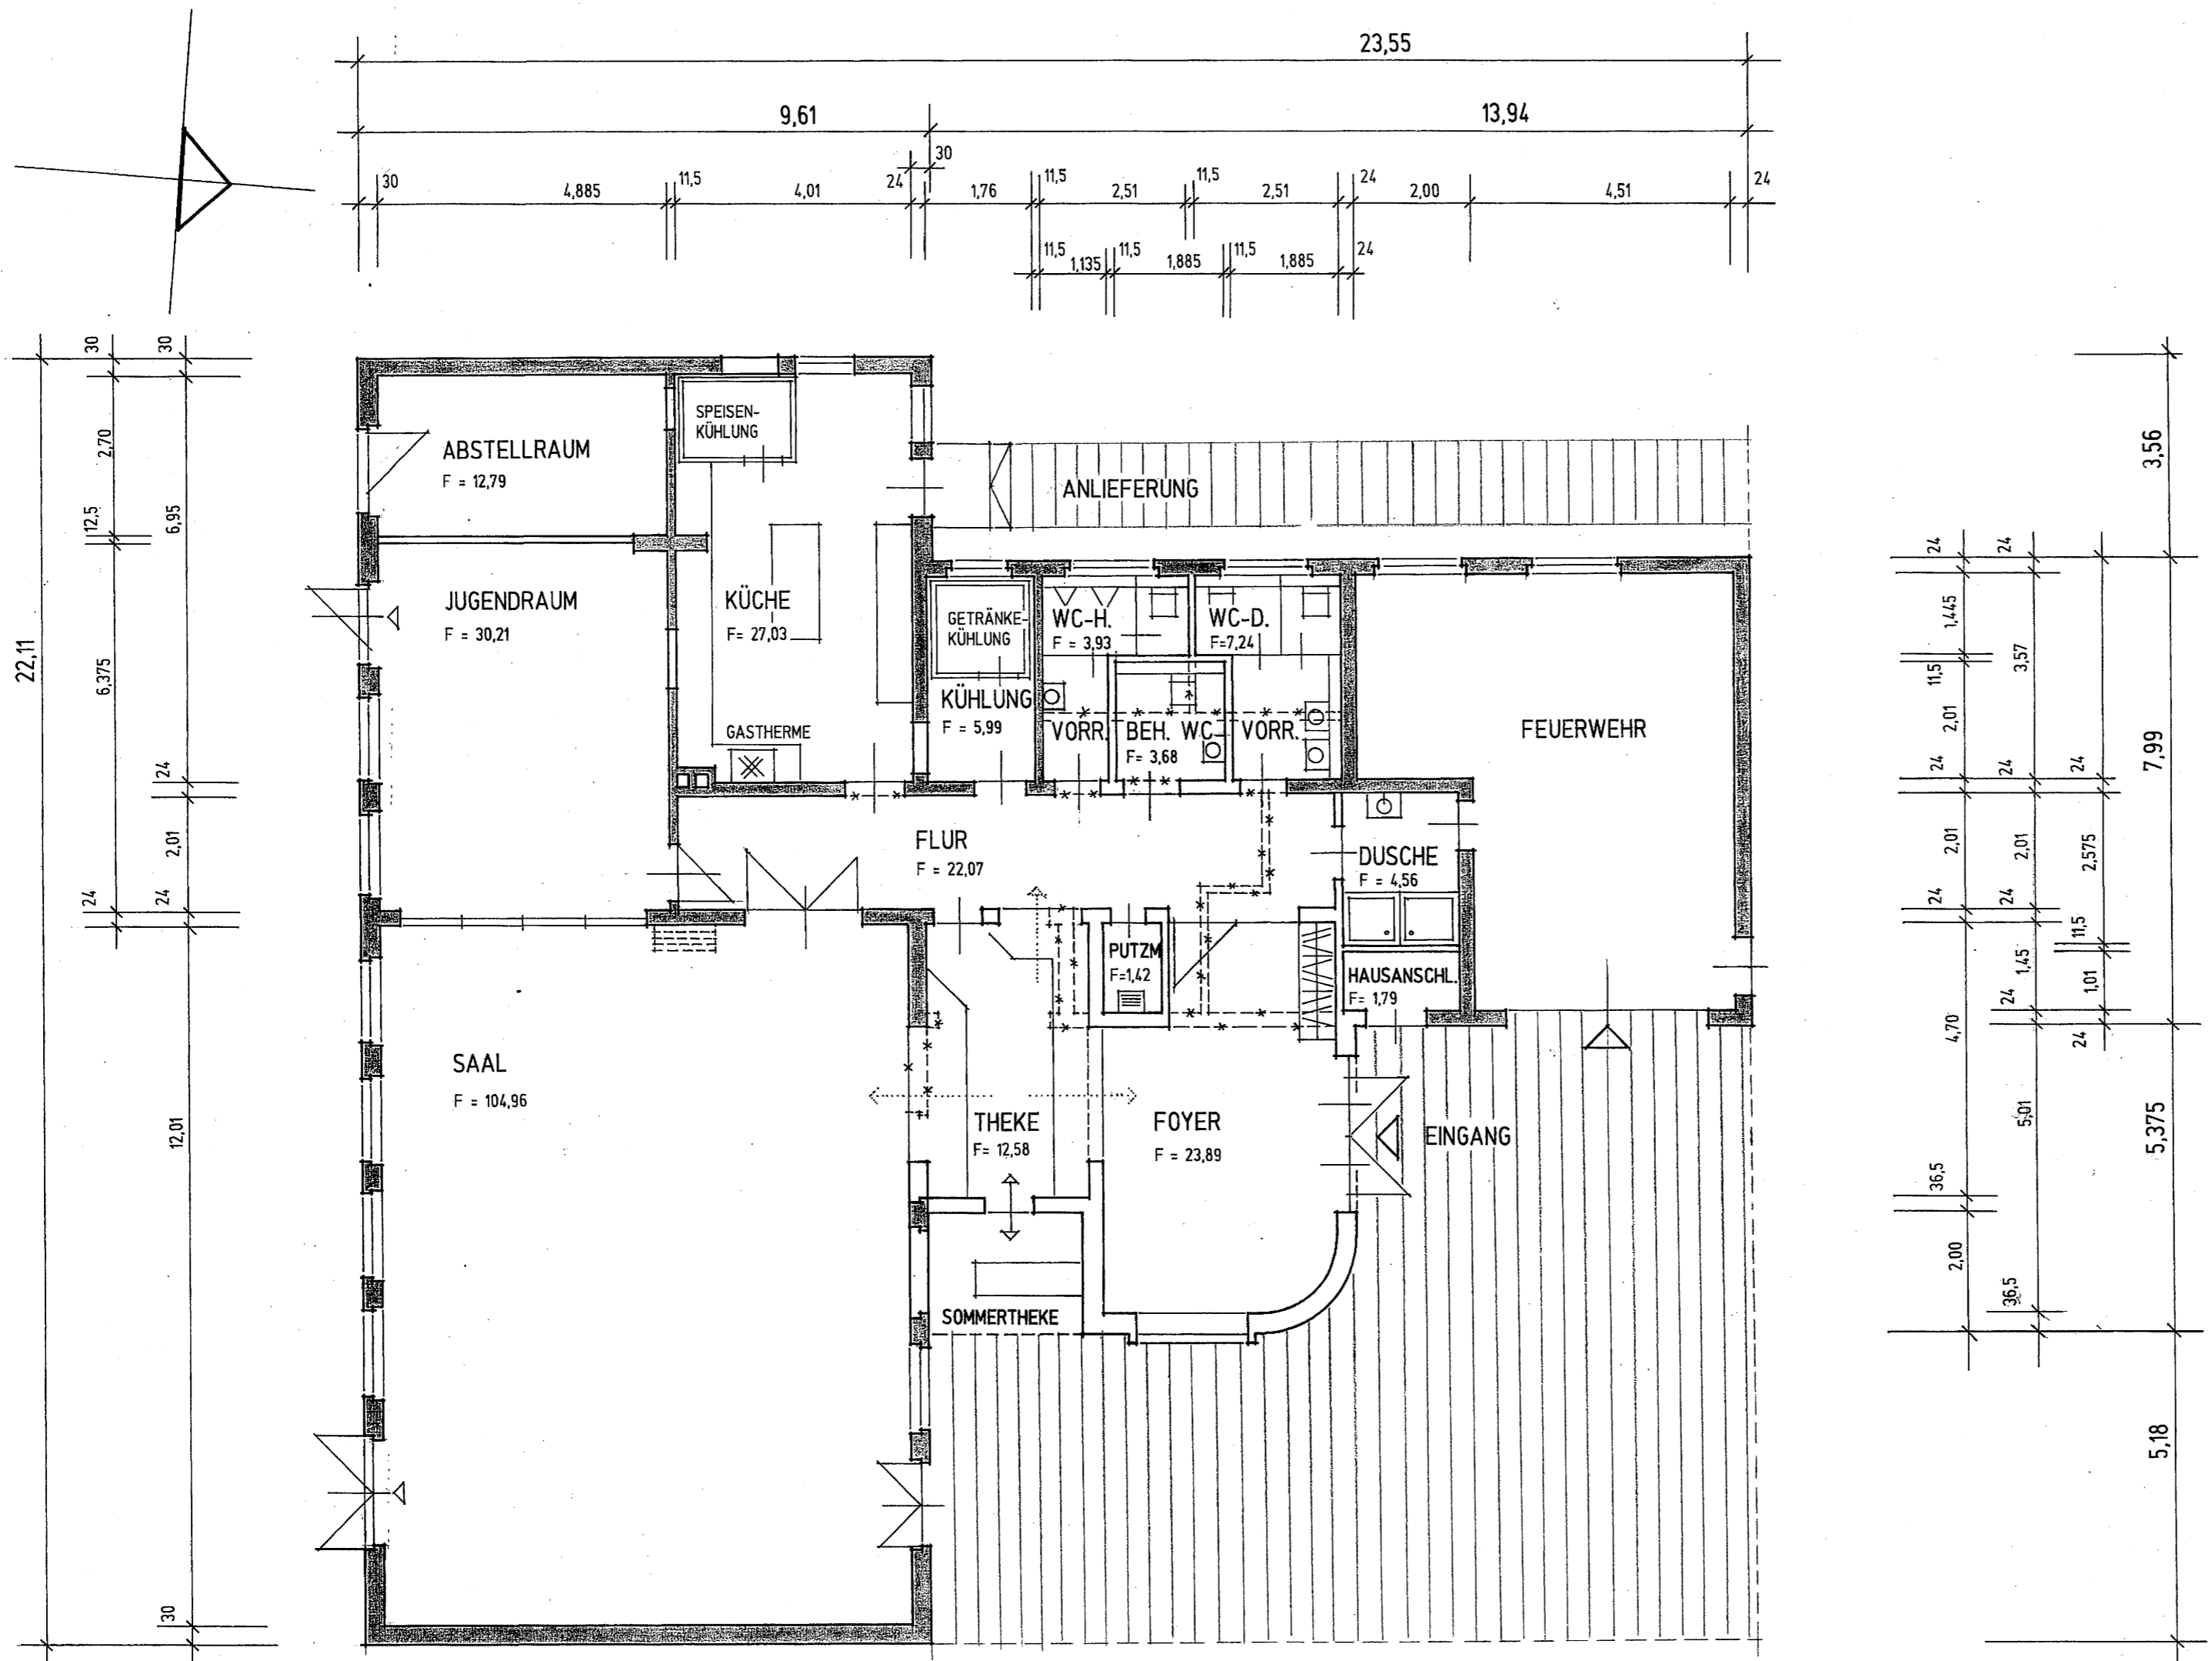 23,55
9,61
13,94
30
30
4,885
11,5
4,01
24
1,76
11,5
2,51
11,5
2,51
24
2,00
4,51
24
11,5
1,135
11,5
1,885
11,5
1,885
24
30
30
2,70
12,5
6,95
22,11
6,375
24
2,01
24
24
12,01
30
SPEISEN-
KÜHLUNG
ABSTELLRAUM
F = 12,79
ANLIEFERUNG
JUGENDRAUM
F = 30,21
KÜCHE
F= 27,03
GETRÄNKE-
KÜHLUNG
WC-H.
F = 3,93
WC-D.
F=7,24
KÜHLUNG
F = 5,99
VORR.
BEH. WC
F= 3,68
VORR.
GASTHERME
FEUERWEHR
FLUR
F = 22,07
DUSCHE
F = 4,56
PUTZM
F=1,42
HAUSANSCHL.
F= 1,79
SAAL
F = 104,96
THEKE
F= 12,58
FOYER
F = 23,89
EINGANG
SOMMERTHEKE
3,56
24
24
1,445
3,57
11,5
2,01
7,99
24
24
24
2,01
2,01
2,575
24
24
11,5
1,45
1,01
24
4,70
24
5,01
5,375
36,5
2,00
36,5
5,18